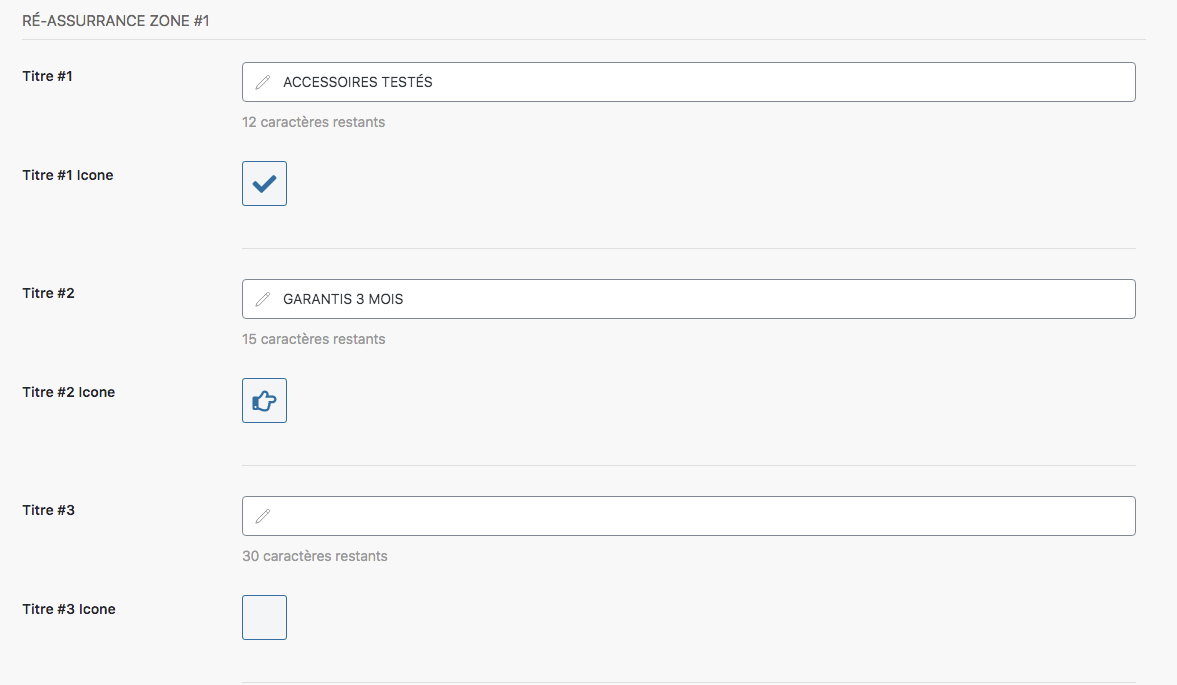 RÉ-ASSURRANCE ZONE #1
Titre #1
ACCESSOIRES TESTÉS
12 caractères restants
Titre #1 Icone
Titre #2
GARANTIS 3 MOIS
15 caractères restants
Titre #2 Icone
Titre #3
30 caractères restants
Titre #3 Icone